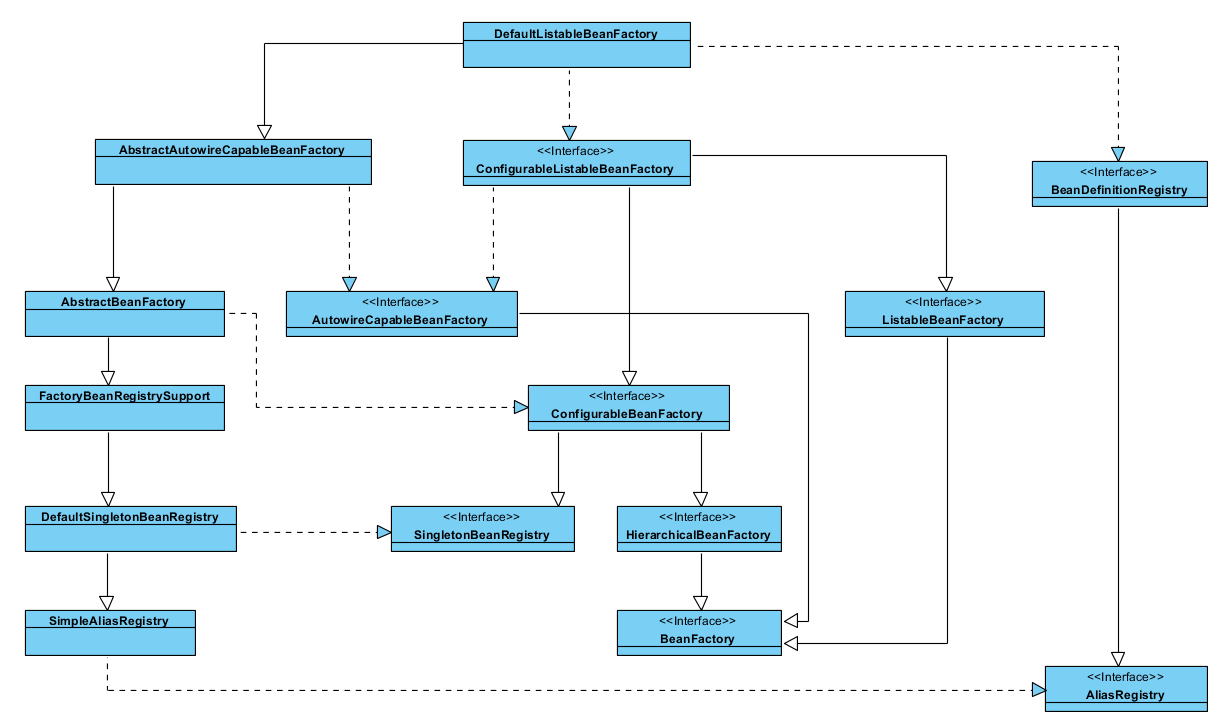 DefaultListableBeanFactory
AbstractAutowireCapableBeanFactory
<<Interface>>
ConfigurableListableBeanFactory
<<Interface>>
BeanDefinitionRegistry
AbstractBeanFactory
<<Interface>>
AutowireCapableBeanFactory
<<Interface>>
ListableBeanFactory
FactoryBeanRegistrySupport
<<Interface>>
ConfigurableBeanFactory
DefaultSingletonBeanRegistry
<<Interface>>
SingletonBeanRegistry
<<Interface>>
HierarchicalBeanFactory
SimpleAliasRegistry
<<Interface>>
BeanFactory
<<Interface>>
AliasRegistry